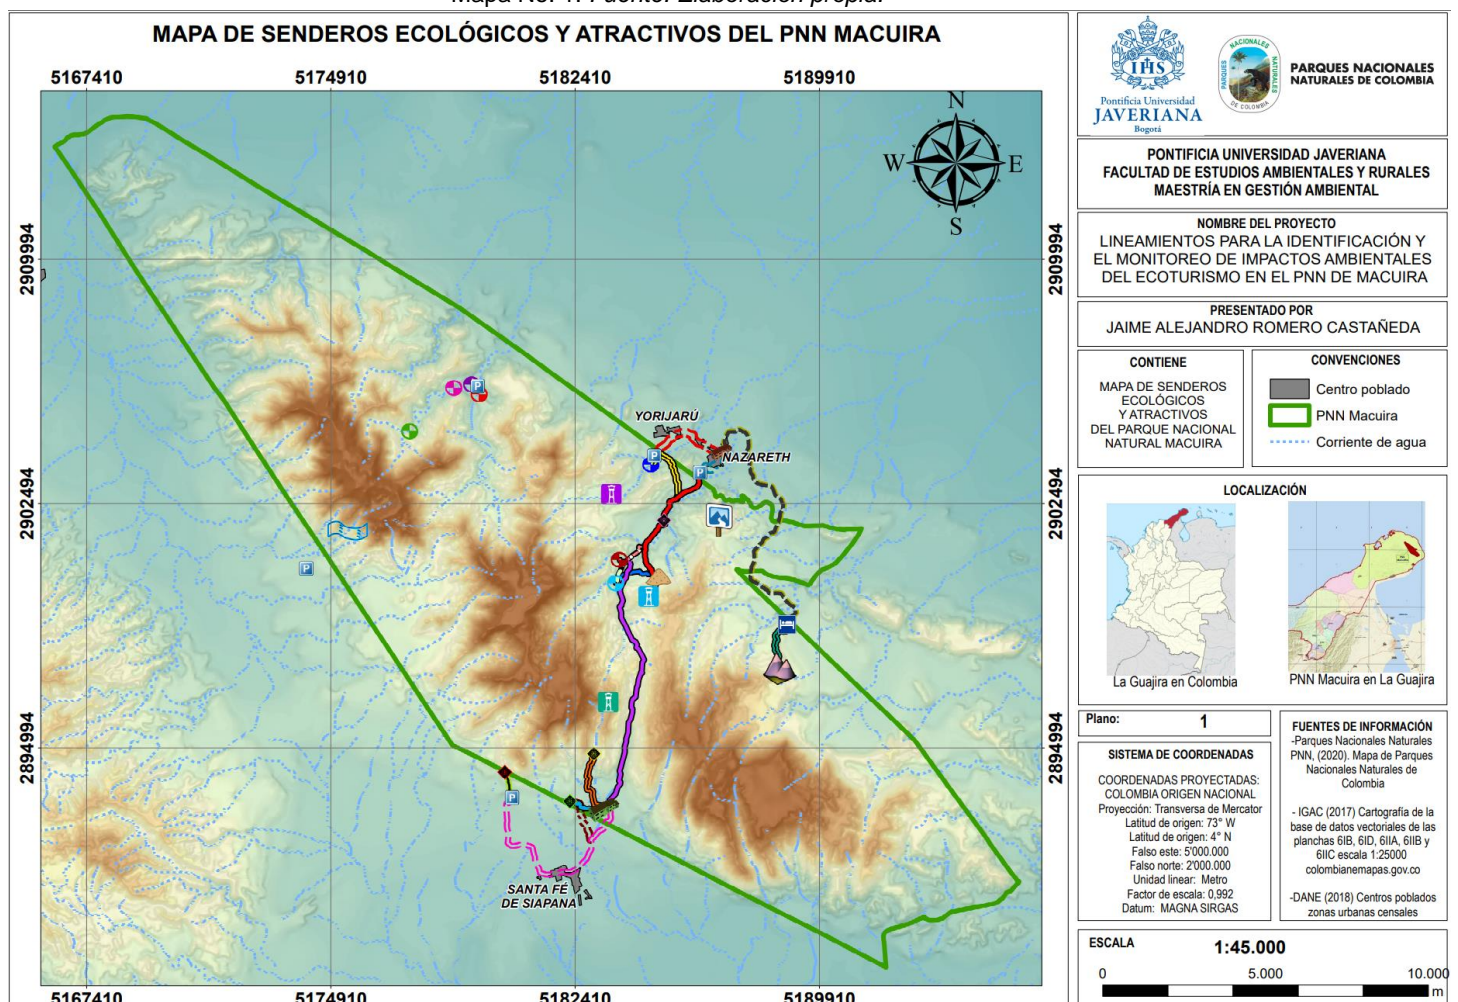 MAPA DE SENDEROS ECOLÓGICOS Y ATRACTIVOS DEL PNN MACUIRA
5167410 5174910 5182410 5189910
N
W E
S
2909994 2909994
2902494 2902494
2894994 2894994
YORIJARÚ
NAZARETH
SANTA FÉ
DE SIAPANA
P
P
P
P
P
5167410 5174910 5182410 5189910
IHS
Pontificia Universidad
JAVERIANA
Bogotá
PARQUES NACIONALES NATURALES
DE COLOMBIA
PARQUES NACIONALES
NATURALES DE COLOMBIA
PONTIFICIA UNIVERSIDAD JAVERIANA
FACULTAD DE ESTUDIOS AMBIENTALES Y RURALES
MAESTRÍA EN GESTIÓN AMBIENTAL
NOMBRE DEL PROYECTO
LINEAMIENTOS PARA LA IDENTIFICACIÓN Y
EL MONITOREO DE IMPACTOS AMBIENTALES
DEL ECOTURISMO EN EL PNN DE MACUIRA
PRESENTADO POR
JAIME ALEJANDRO ROMERO CASTAÑEDA
CONTIENE
MAPA DE SENDEROS
ECOLÓGICOS
Y ATRACTIVOS
DEL PARQUE NACIONAL
NATURAL MACUIRA
CONVENCIONES
Centro poblado
PNN Macuira
Corriente de agua
LOCALIZACIÓN
La Guajira en Colombia
PNN Macuira en La Guajira
Plano: 1
SISTEMA DE COORDENADAS
COORDENADAS PROYECTADAS:
COLOMBIA ORIGEN NACIONAL
Proyección: Transversa de Mercator
Latitud de origen: 73° W
Latitud de origen: 4° N
Falso este: 5'000.000
Falso norte: 2'000.000
Unidad linear: Metro
Factor de escala: 0,992
Datum: MAGNA SIRGAS
FUENTES DE INFORMACIÓN
-Parques Nacionales Naturales
PNN, (2020). Mapa de Parques
Nacionales Naturales de
Colombia
- IGAC (2017) Cartografía de la
base de datos vectoriales de las
planchas 6IB, 6ID, 6IIA, 6IIB y
6IIC escala 1:25000
colombianemapas.gov.co
-DANE (2018) Centros poblados
zonas urbanas censales
ESCALA 1:45.000
0 5.000 10.000
m